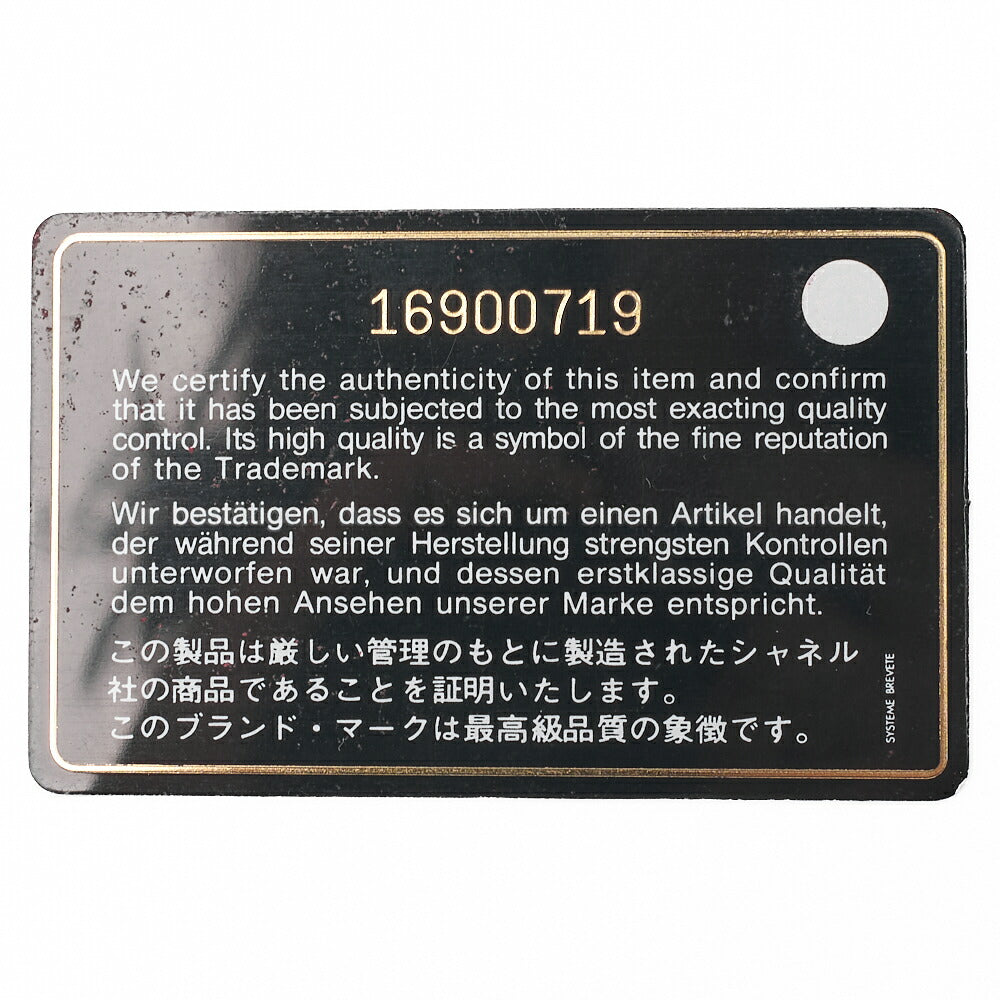 16900719
We certify the authenticity of this item and confirm
that it has been subjected to the most exacting quality
control. Its high quality is a symbol of the fine reputation
of the Trademark.
Wir bestätigen, dass es sich um einen Artikel handelt,
der während seiner Herstellung strengsten Kontrollen
unterworfen war, und dessen erstklassige Qualität
dem hohen Ansehen unserer Marke entspricht.
この製品は厳しい管理のもとに製造されたシャネル
社の商品であることを証明いたします。
このブランド・マークは最高級品質の象徴です。
SYSTEME BREVETE